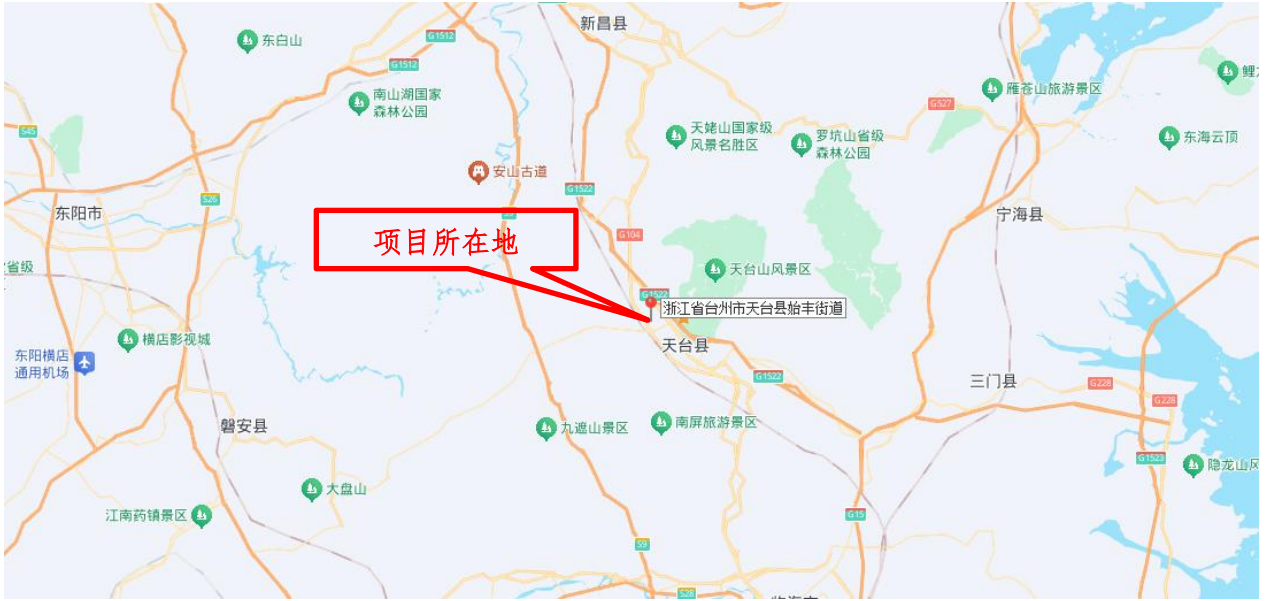 新昌县
东白山
G1512
G1512
南山湖国家
森林公园
雁苍山旅游景区
G527
S45
天姥山国家级
风景名胜区
罗坑山省级
森林公园
东海云顶
安山古道
G1522
S26
东阳市
宁海县
项目所在地
G104
省级
天台山风景区
G1522
浙江省台州市天台县始丰街道
横店影视城
天台县
东阳横店
通用机场
G1522
三门县
G228
G228
磐安县
九遮山景区
南屏旅游景区
G1523
隐龙山风
大盘山
江南药镇景区
G15
S9
S28